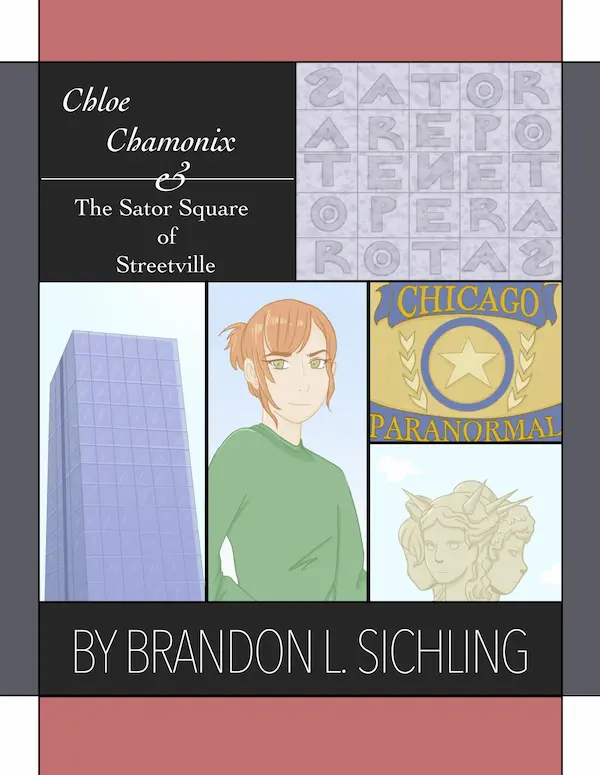 Chloe
Chamonix
&
The Sator Square
of
Streetville
SATOR
AREPO
TENET
OPERA
ROTAS
CHICAGO
PARANORMAL
BY BRANDON L. SICHLING